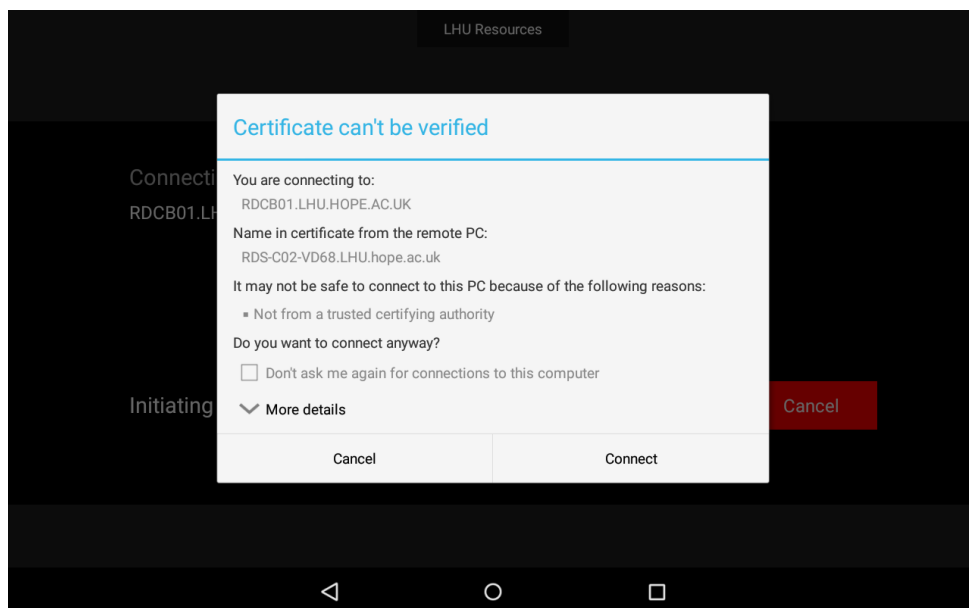 LHU Resources
Certificate can't be verified
Connecti
You are connecting to:
RDCB01.LHU.HOPE.AC.UK
RDCB01.LH
Name in certificate from the remote PC:
RDS-C02-VD68.LHU.hope.ac.uk
It may not be safe to connect to this PC because of the following reasons:
▪ Not from a trusted certifying authority
Do you want to connect anyway?
Don't ask me again for connections to this computer
Initiating
More details
Cancel
Cancel
Connect